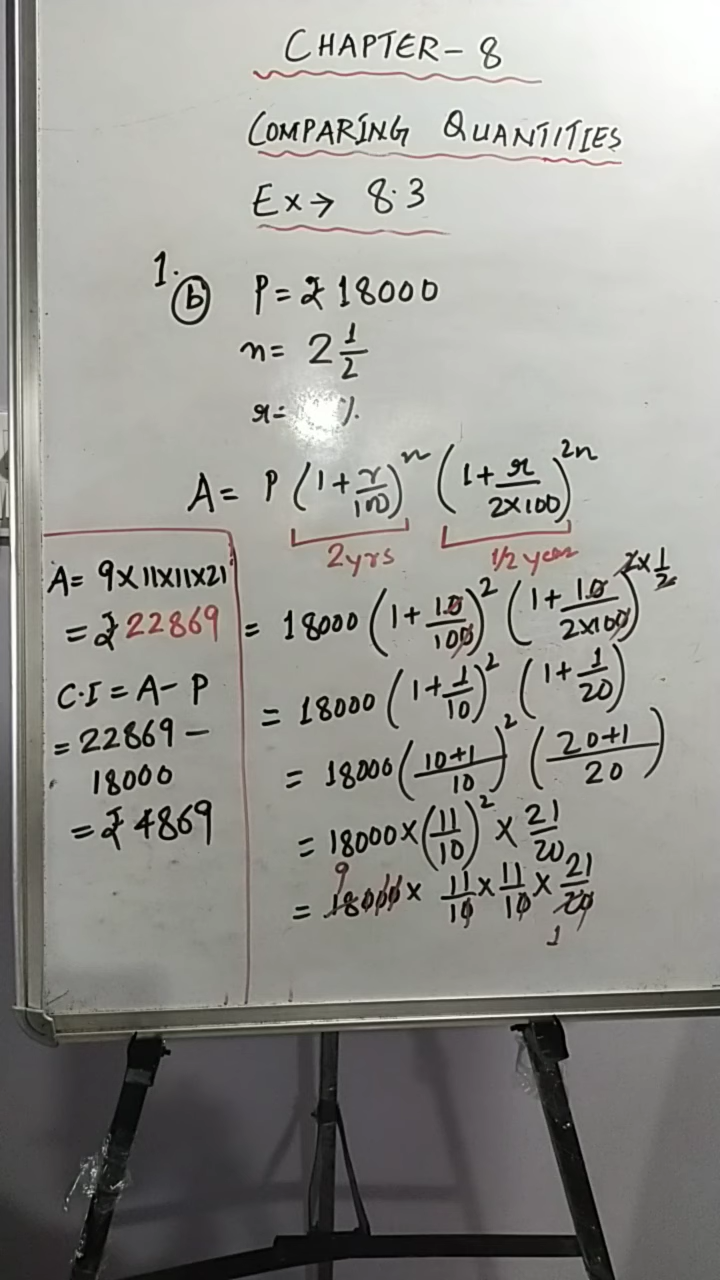 CHAPTER - 8
COMPARING QUANTITIES
Ex → 8.3
1.
(b) P = ₹ 18000
n = 2 1/2
r = %
A = P (1 + r/100)^n (1 + r/2×100)^2n
2yrs 1/2 year
= 18000 (1 + 10/100)^2 (1 + 10/2×100)^2×1/2
= 18000 (1 + 1/10)^2 (1 + 1/20)
= 18000 (10+1/10)^2 (20+1/20)
= 18000 × (11/10)^2 × 21/20
9
= 18000 × 11/10 × 11/10 × 21/20
1
A = 9×11×11×21
= ₹ 22869
C.I = A - P
= 22869 -
18000
= ₹ 4869